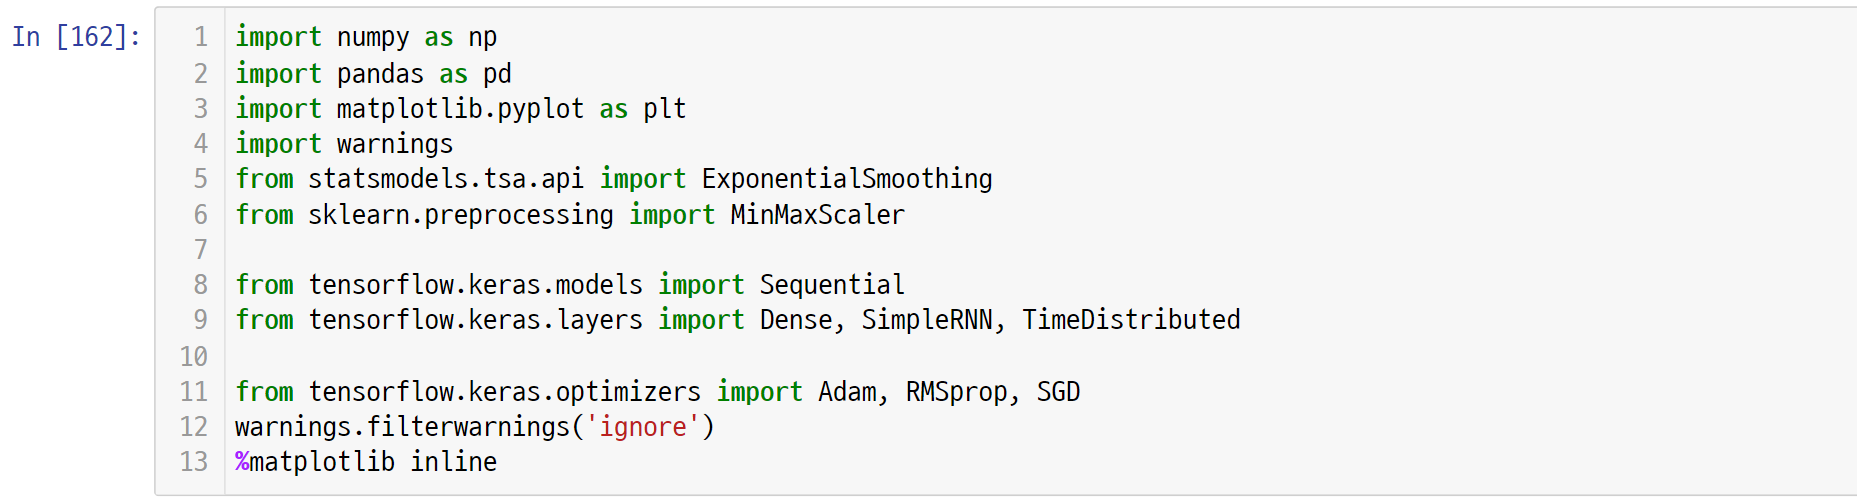 In [162]:
1 import numpy as np
2 import pandas as pd
3 import matplotlib.pyplot as plt
4 import warnings
5 from statsmodels.tsa.api import ExponentialSmoothing
6 from sklearn.preprocessing import MinMaxScaler
7
8 from tensorflow.keras.models import Sequential
9 from tensorflow.keras.layers import Dense, SimpleRNN, TimeDistributed
10
11 from tensorflow.keras.optimizers import Adam, RMSprop, SGD
12 warnings.filterwarnings('ignore')
13 %matplotlib inline